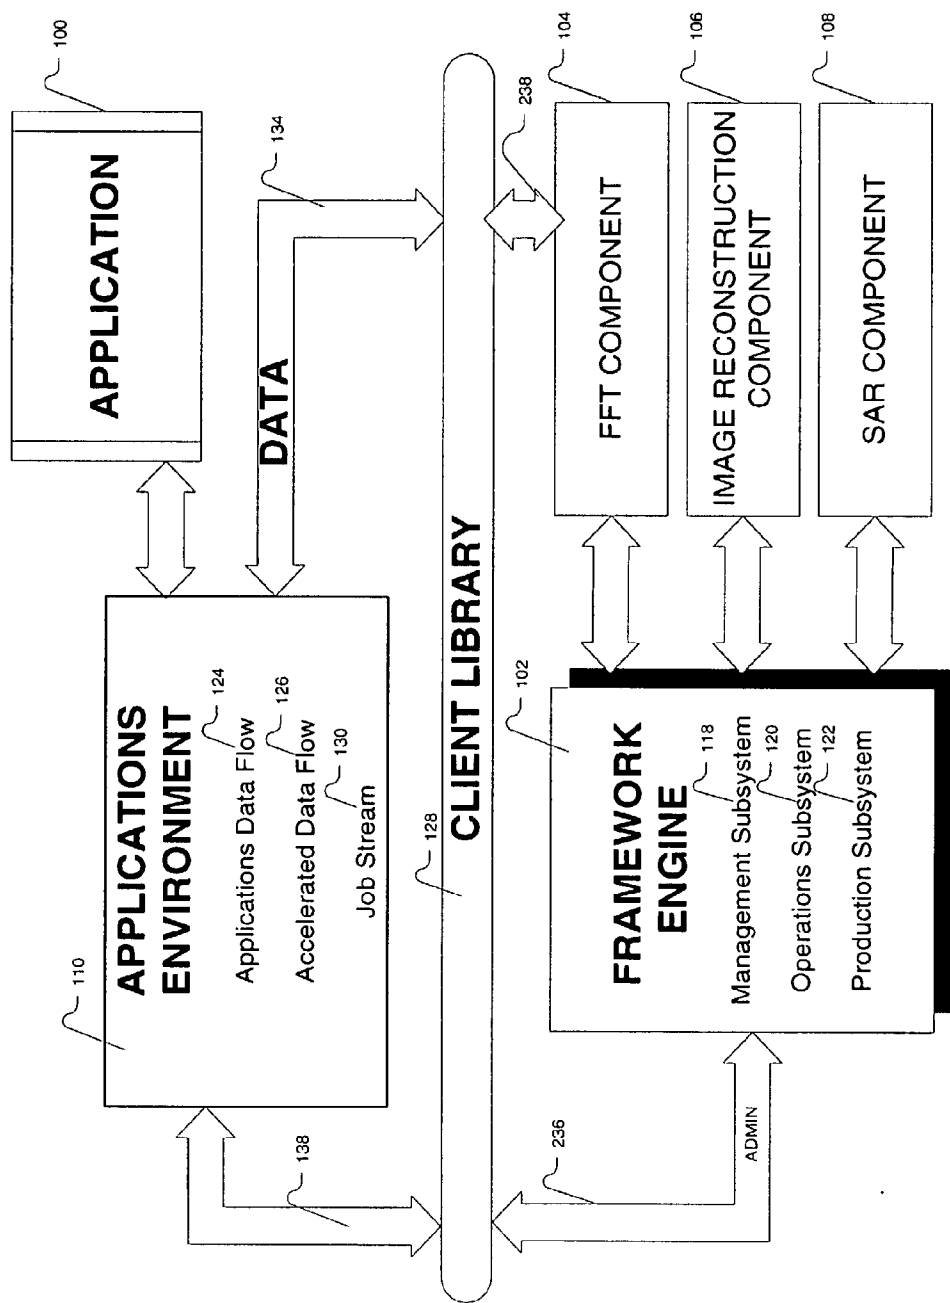 110
APPLICATIONS
ENVIRONMENT
124
Applications Data Flow
126
Accelerated Data Flow
130
Job Stream
100
APPLICATION
DATA
134
138
128
CLIENT LIBRARY
238
236
ADMIN
102
FRAMEWORK
ENGINE
118
Management Subsystem
120
Operations Subsystem
122
Production Subsystem
104
FFT COMPONENT
106
IMAGE RECONSTRUCTION
COMPONENT
108
SAR COMPONENT